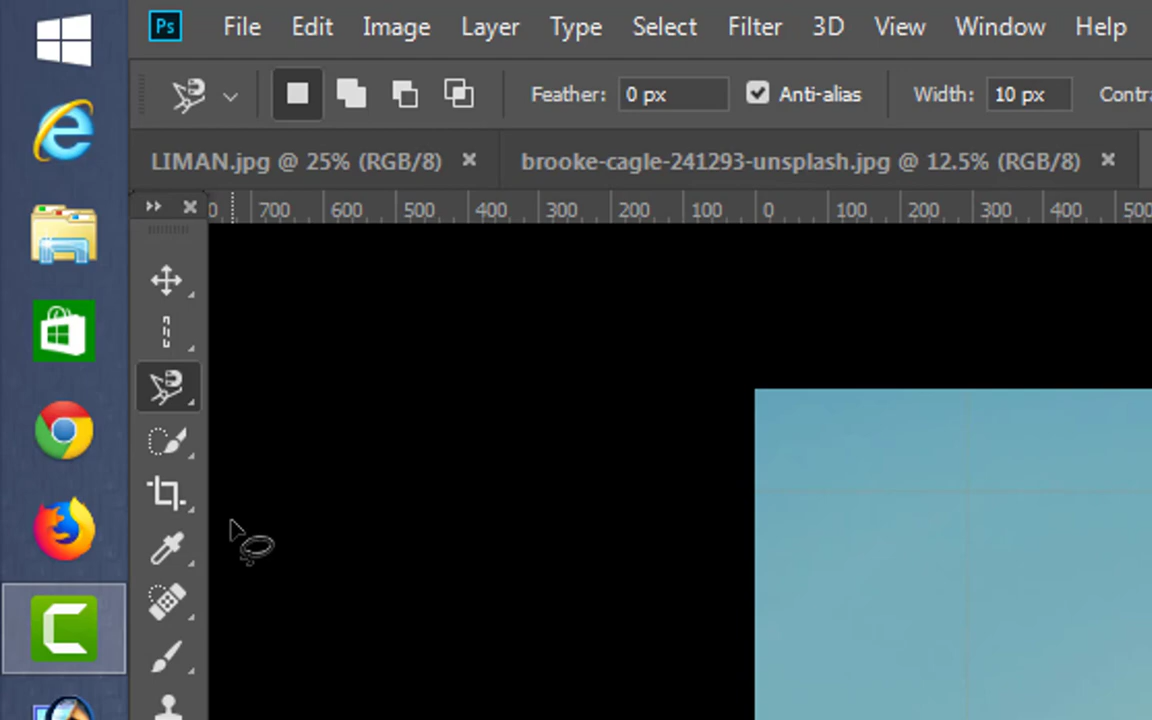 Ps File Edit Image Layer Type Select Filter 3D View Window Help
Feather: 0 px Anti-alias Width: 10 px Contra
LIMAN.jpg @ 25% (RGB/8) × brooke-cagle-241293-unsplash.jpg @ 12.5% (RGB/8) ×
0 700 600 500 400 300 200 100 0 100 200 300 400 500